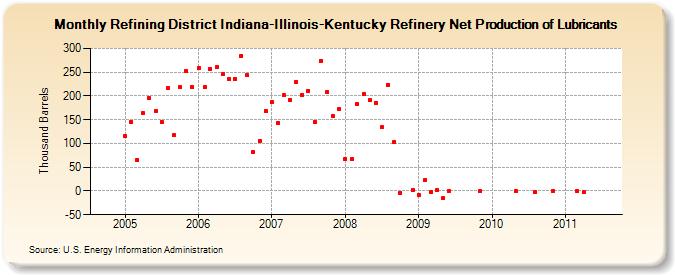 Monthly Refining District Indiana-Illinois-Kentucky Refinery Net Production of Lubricants
Thousand Barrels
300
250
200
150
100
50
0
-50
2005 2006 2007 2008 2009 2010 2011
Source: U.S. Energy Information Administration